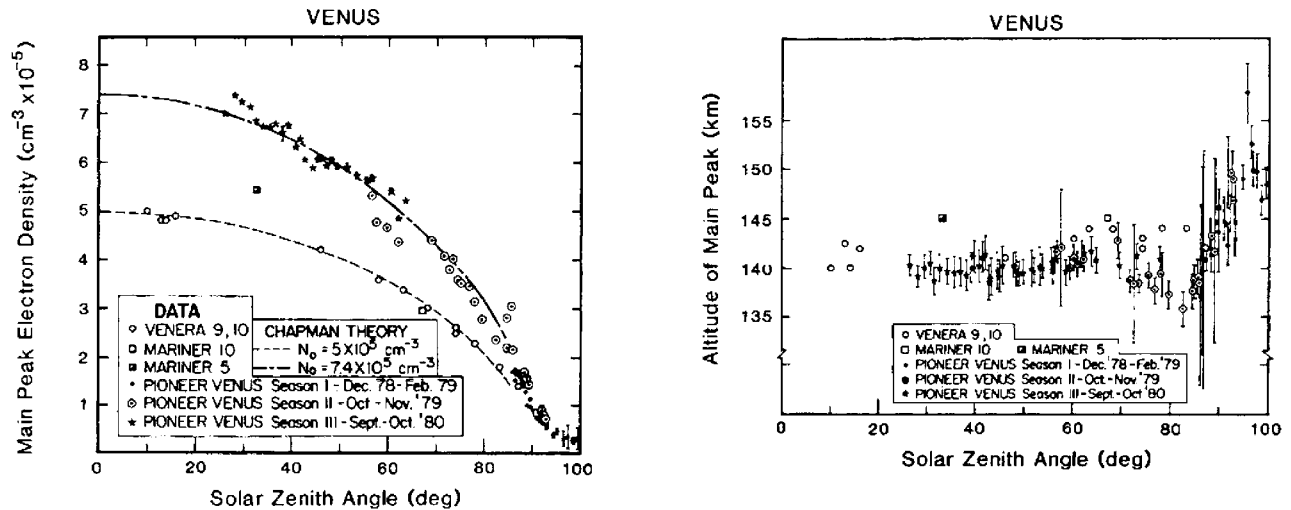 VENUS
Main Peak Electron Density (cm⁻³ x10⁻⁵)
8
7
6
5
4
3
2
1
DATA
VENERA 9,10
MARINER 10
MARINER 5
PIONEER VENUS Season I-Dec.'78-Feb.'79
PIONEER VENUS Season II-Oct-Nov.'79
PIONEER VENUS Season III-Sept.-Oct.'80
CHAPMAN THEORY
N₀ = 5X10⁵ cm⁻³
N₀ = 7.4X10⁵ cm⁻³
0 20 40 60 80 100
Solar Zenith Angle (deg)
VENUS
Altitude of Main Peak (km)
155
150
145
140
135
VENERA 9,10
MARINER 10 MARINER 5
PIONEER VENUS Season I-Dec.'78-Feb.'79
PIONEER VENUS Season II-Oct-Nov.'79
PIONEER VENUS Season III-Sept-Oct.'80
0 20 40 60 80 100
Solar Zenith Angle (deg)